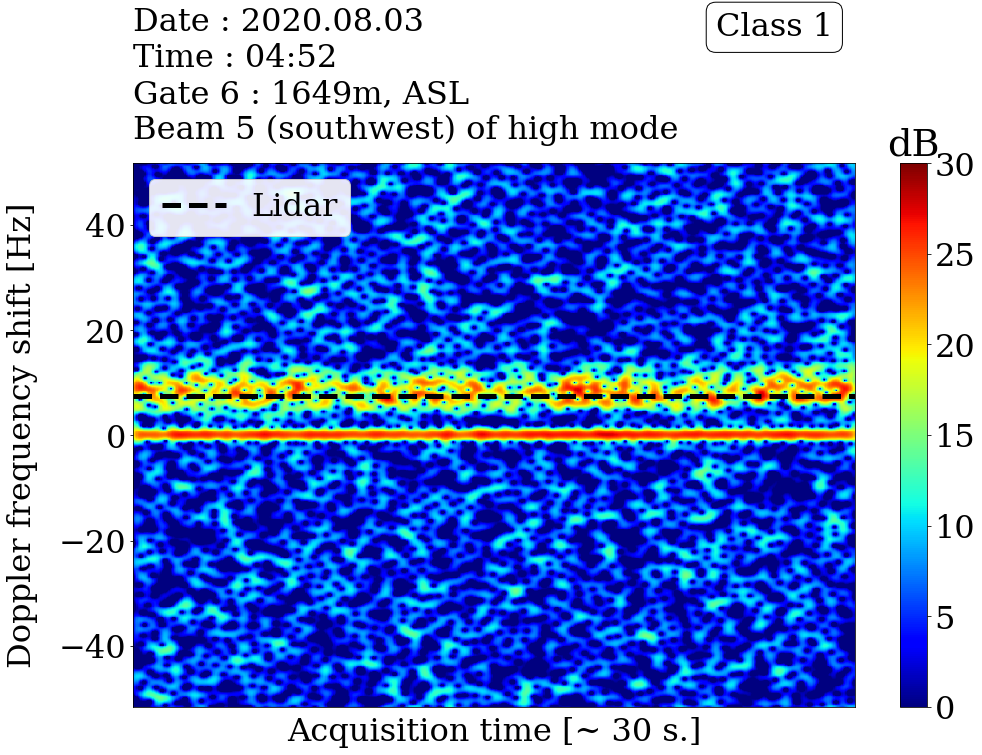 Date : 2020.08.03
Time : 04:52
Gate 6 : 1649m, ASL
Beam 5 (southwest) of high mode
Class 1
dB
Lidar
Doppler frequency shift [Hz]
40
20
0
−20
−40
Acquisition time [~ 30 s.]
30
25
20
15
10
5
0